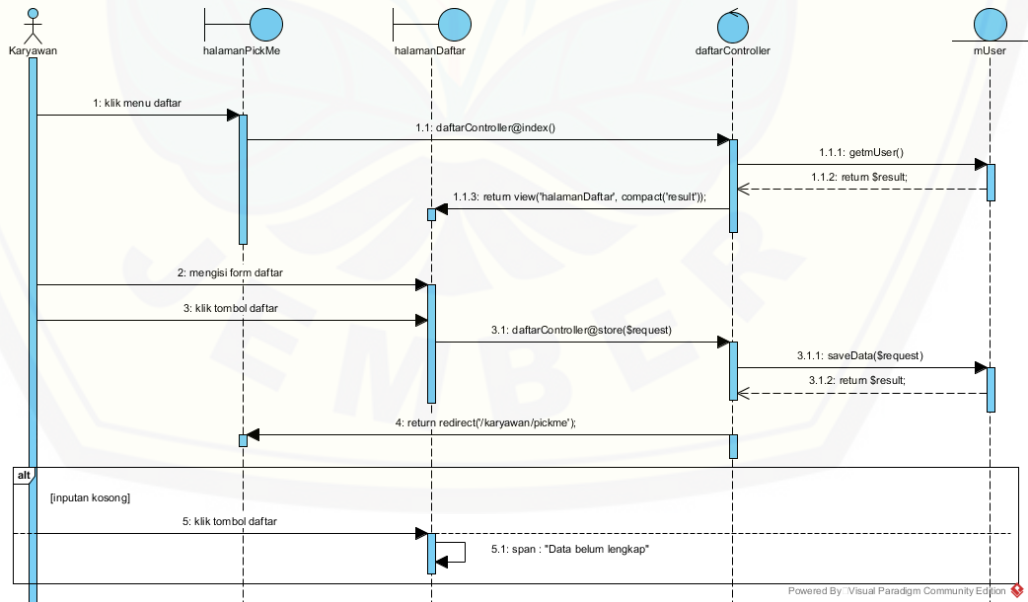 Karyawan
halamanPickMe
halamanDaftar
daftarController
mUser
1: klik menu daftar
1.1: daftarController@index()
1.1.1: getmUser()
1.1.2: return $result;
1.1.3: return view('halamanDaftar', compact('result'));
2: mengisi form daftar
3: klik tombol daftar
3.1: daftarController@store($request)
3.1.1: saveData($request)
3.1.2: return $result;
4: return redirect('/karyawan/pickme');
alt
[inputan kosong]
5: klik tombol daftar
5.1: span : "Data belum lengkap"
JEMBER
Powered By Visual Paradigm Community Edition